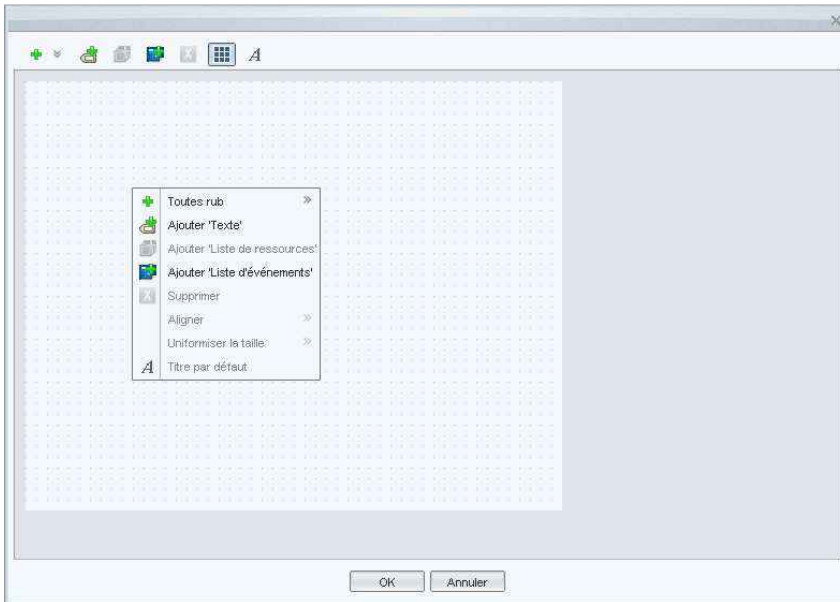 A
Toutes rub
Ajouter 'Texte'
Ajouter 'Liste de ressources'
Ajouter 'Liste d'événements'
Supprimer
Aligner
Uniformiser la taille
A Titre par défaut
OK Annuler